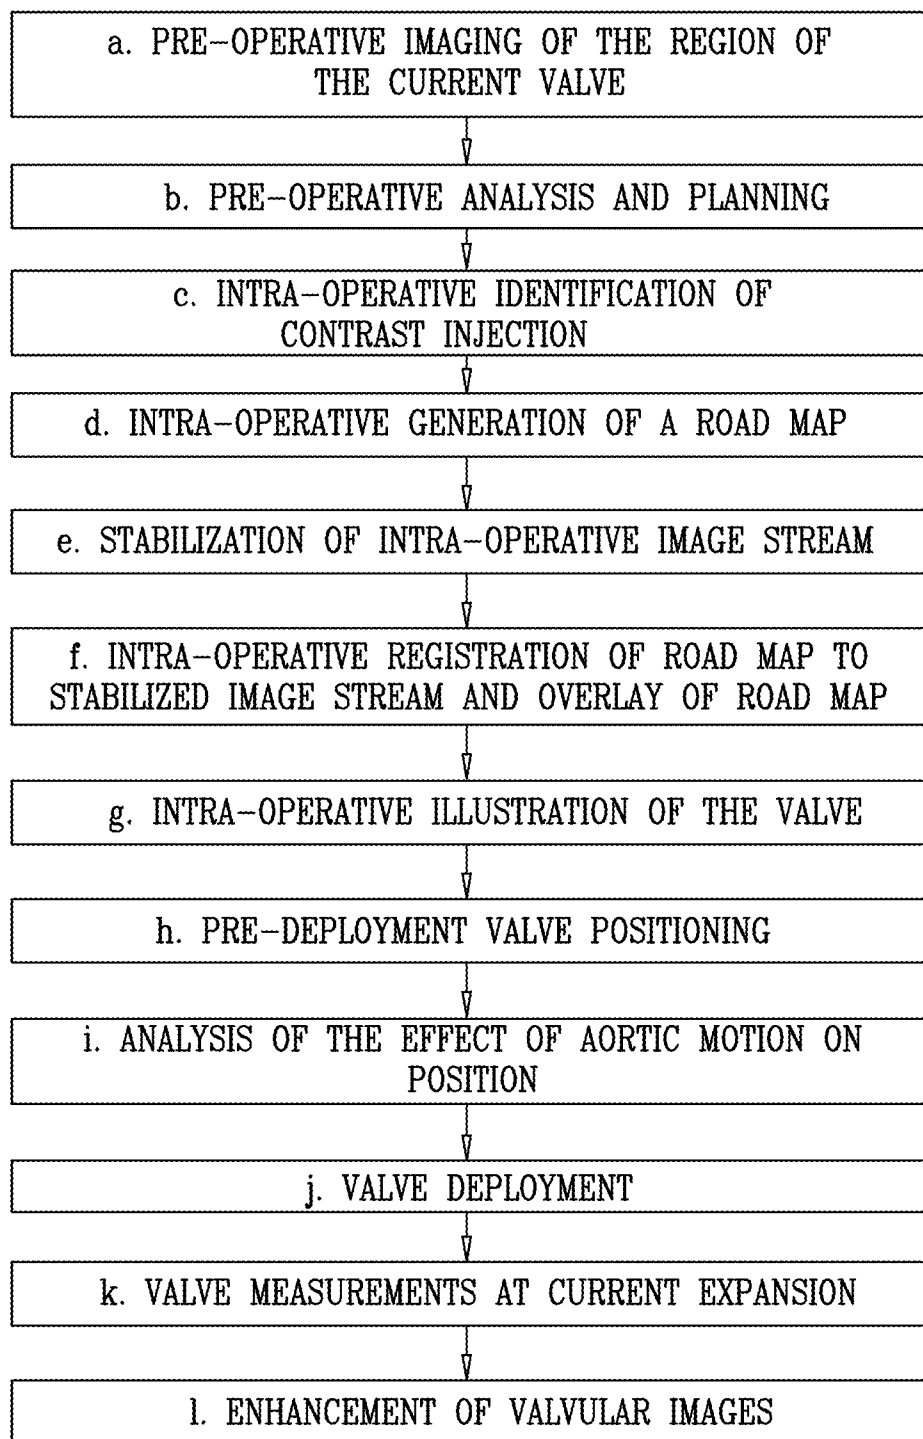 a. PRE-OPERATIVE IMAGING OF THE REGION OF
THE CURRENT VALVE
b. PRE-OPERATIVE ANALYSIS AND PLANNING
c. INTRA-OPERATIVE IDENTIFICATION OF
CONTRAST INJECTION
d. INTRA-OPERATIVE GENERATION OF A ROAD MAP
e. STABILIZATION OF INTRA-OPERATIVE IMAGE STREAM
f. INTRA-OPERATIVE REGISTRATION OF ROAD MAP TO
STABILIZED IMAGE STREAM AND OVERLAY OF ROAD MAP
g. INTRA-OPERATIVE ILLUSTRATION OF THE VALVE
h. PRE-DEPLOYMENT VALVE POSITIONING
i. ANALYSIS OF THE EFFECT OF AORTIC MOTION ON
POSITION
j. VALVE DEPLOYMENT
k. VALVE MEASUREMENTS AT CURRENT EXPANSION
l. ENHANCEMENT OF VALVULAR IMAGES